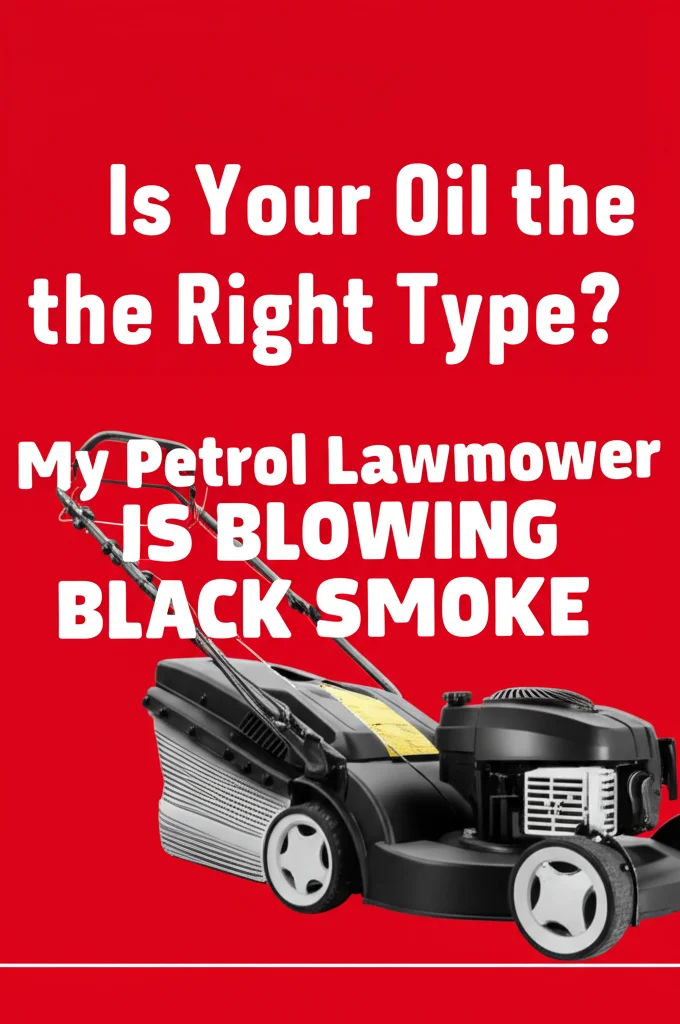 Is Your Oil the
the Right Type?
My Petrol Lawmower
IS BLOWING
BLACK SMOKE